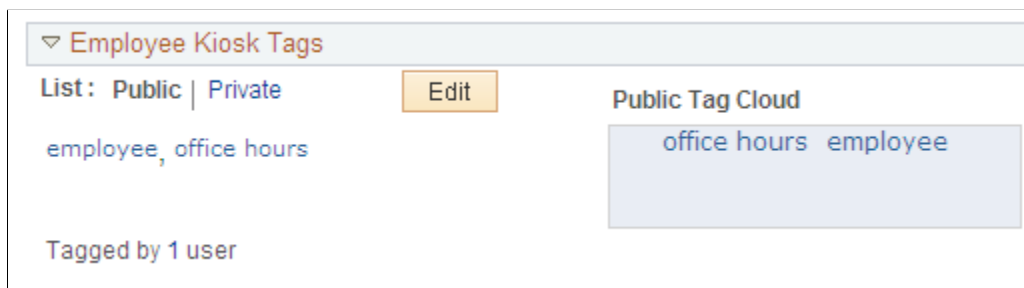 Employee Kiosk Tags
List: Public | Private
Edit
employee, office hours
Tagged by 1 user
Public Tag Cloud
office hours employee